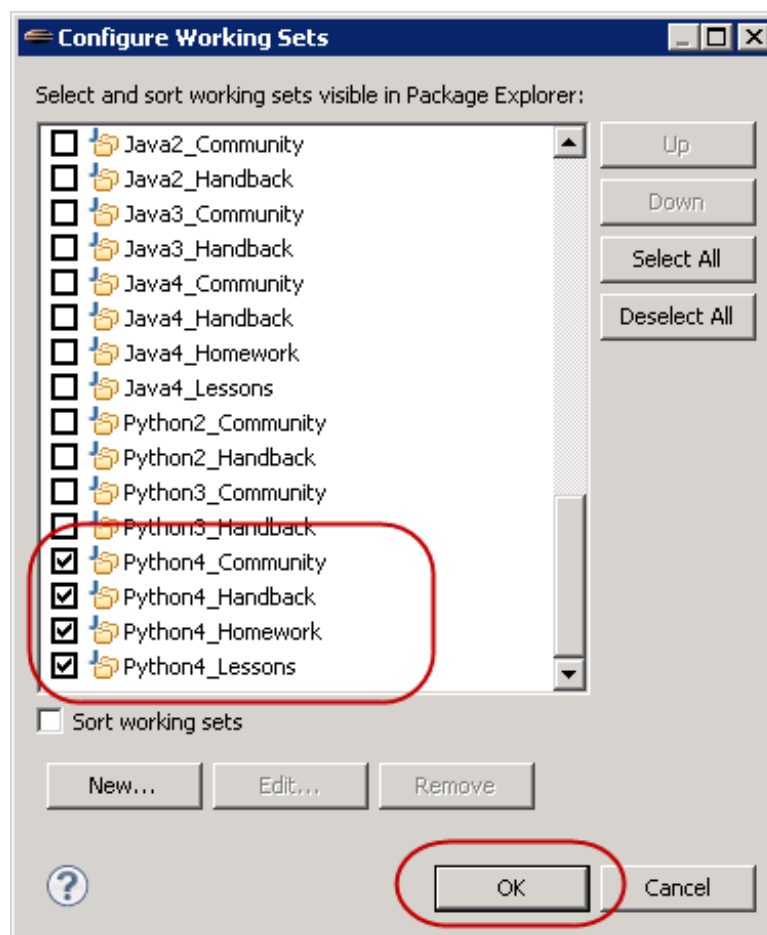 Configure Working Sets
Select and sort working sets visible in Package Explorer:
Java2_Community
Java2_Handback
Java3_Community
Java3_Handback
Java4_Community
Java4_Handback
Java4_Homework
Java4_Lessons
Python2_Community
Python2_Handback
Python3_Community
Python3_Handback
Python4_Community
Python4_Handback
Python4_Homework
Python4_Lessons
Up
Down
Select All
Deselect All
Sort working sets
New... Edit... Remove
? OK Cancel